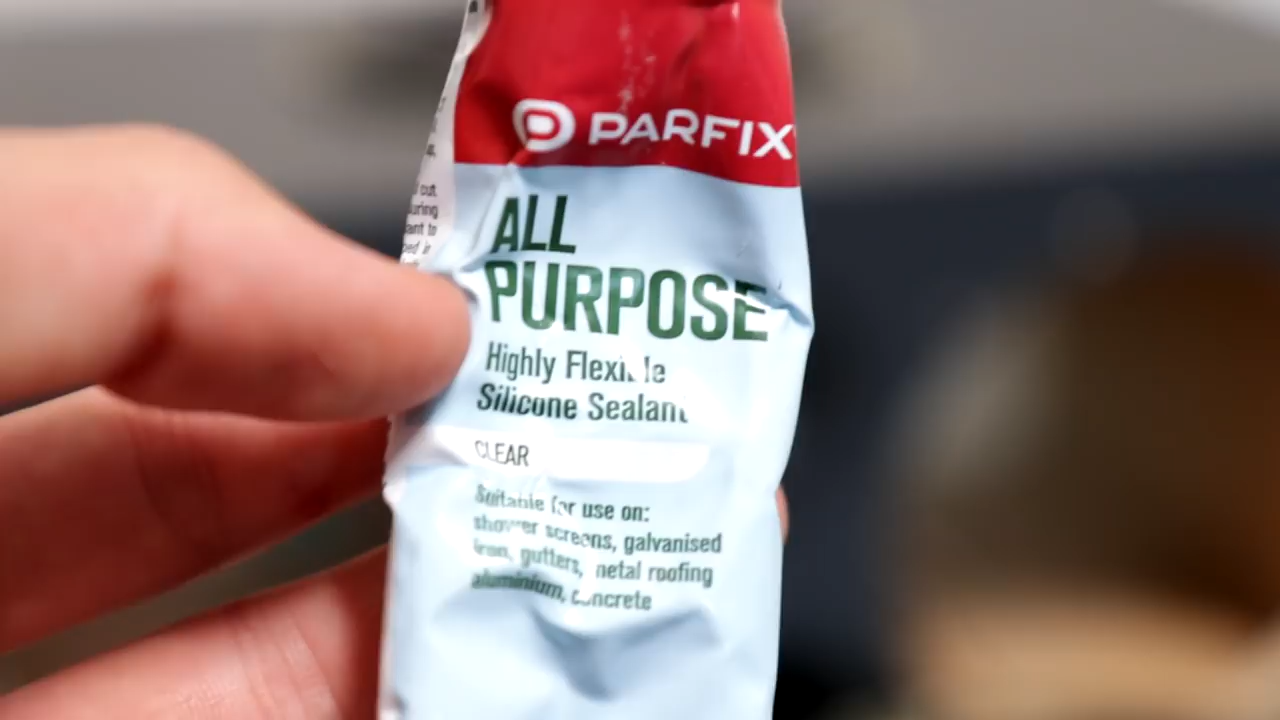 PARFIX
ALL
PURPOSE
Highly Flexible
Silicone Sealant
CLEAR
Suitable for use on:
shower screens, galvanised
iron, gutters, metal roofing
aluminium, concrete
cut.